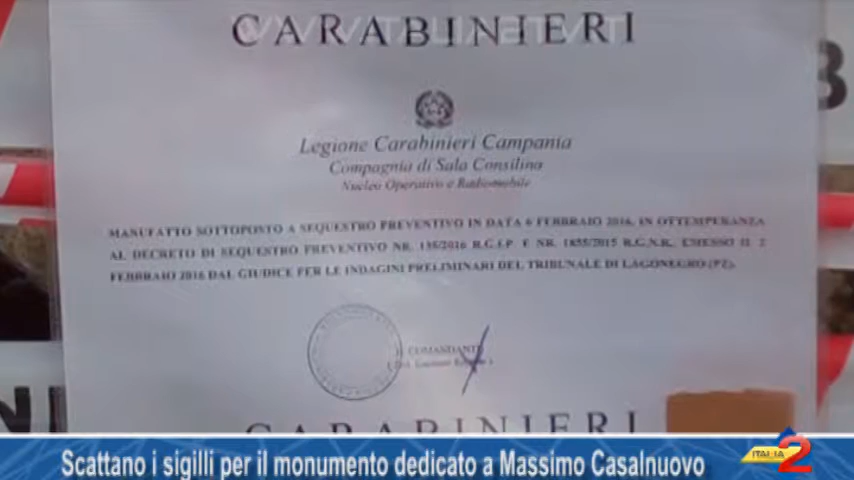 CARABINIERI
Legione Carabinieri Campania
Compagnia di Sala Consilina
Nucleo Operativo e Radiomobile
MANUFATTO SOTTOPOSTO A SEQUESTRO PREVENTIVO IN DATA 6 FEBBRAIO 2016, IN OTTEMPERANZA
AL DECRETO DI SEQUESTRO PREVENTIVO NR. 135/2016 R.G.I.P. E NR. 1855/2015 R.G.N.R., EMESSO IL 2
FEBBRAIO 2016 DAL GIUDICE PER LE INDAGINI PRELIMINARI DEL TRIBUNALE DI LAGONEGRO (PZ).
IL COMANDANTE
CARABINIERI
Scattano i sigilli per il monumento dedicato a Massimo Casalnuovo
ITALIA 2